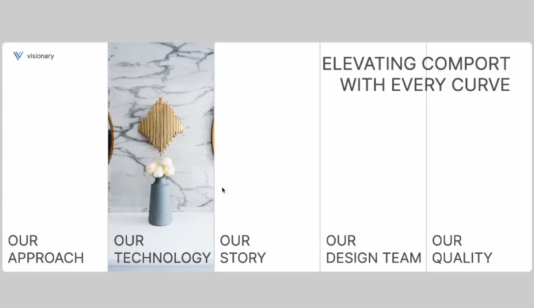 visionary
ELEVATING COMPORT
WITH EVERY CURVE
OUR
APPROACH
OUR
TECHNOLOGY
OUR
STORY
OUR
DESIGN TEAM
OUR
QUALITY